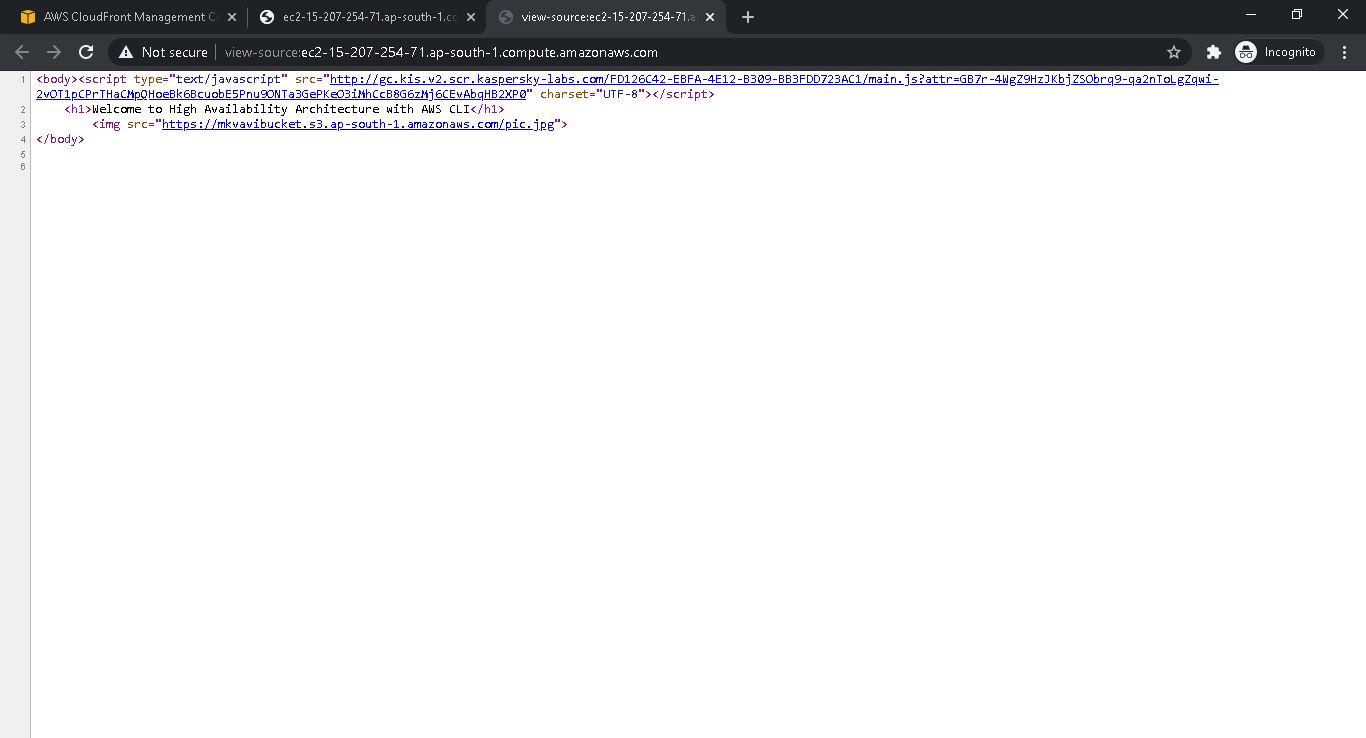 AWS CloudFront Management C
ec2-15-207-254-71.ap-south-1.co
view-source:ec2-15-207-254-71.a
Not secure
view-source:ec2-15-207-254-71.ap-south-1.compute.amazonaws.com
Incognito
1 <body><script type="text/javascript" src="http://gc.kis.v2.scr.kaspersky-labs.com/FD126C42-EBFA-4E12-B309-BB3FDD723AC1/main.js?attr=GB7r-4WgZ9HzJKbjZSObrq9-qa2nToLgZqwi-
2vOT1pCPrTHaCMpQHoeBk6BcuobE5Pnu9ONTa3GePKeO3iMhCcB8G6zMj6CEvAbqHB2XP0" charset="UTF-8"></script>
2 <h1>Welcome to High Availability Architecture with AWS CLI</h1>
3 <img src="https://mkvavibucket.s3.ap-south-1.amazonaws.com/pic.jpg">
4 </body>
5
6